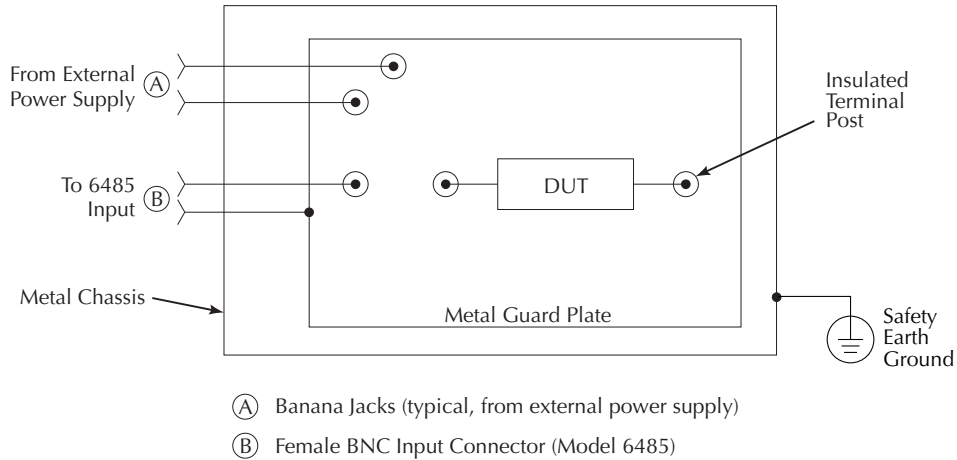 From External
Power Supply
A
To 6485
Input
B
Metal Chassis
DUT
Insulated
Terminal
Post
Metal Guard Plate
Safety
Earth
Ground
A Banana Jacks (typical, from external power supply)
B Female BNC Input Connector (Model 6485)